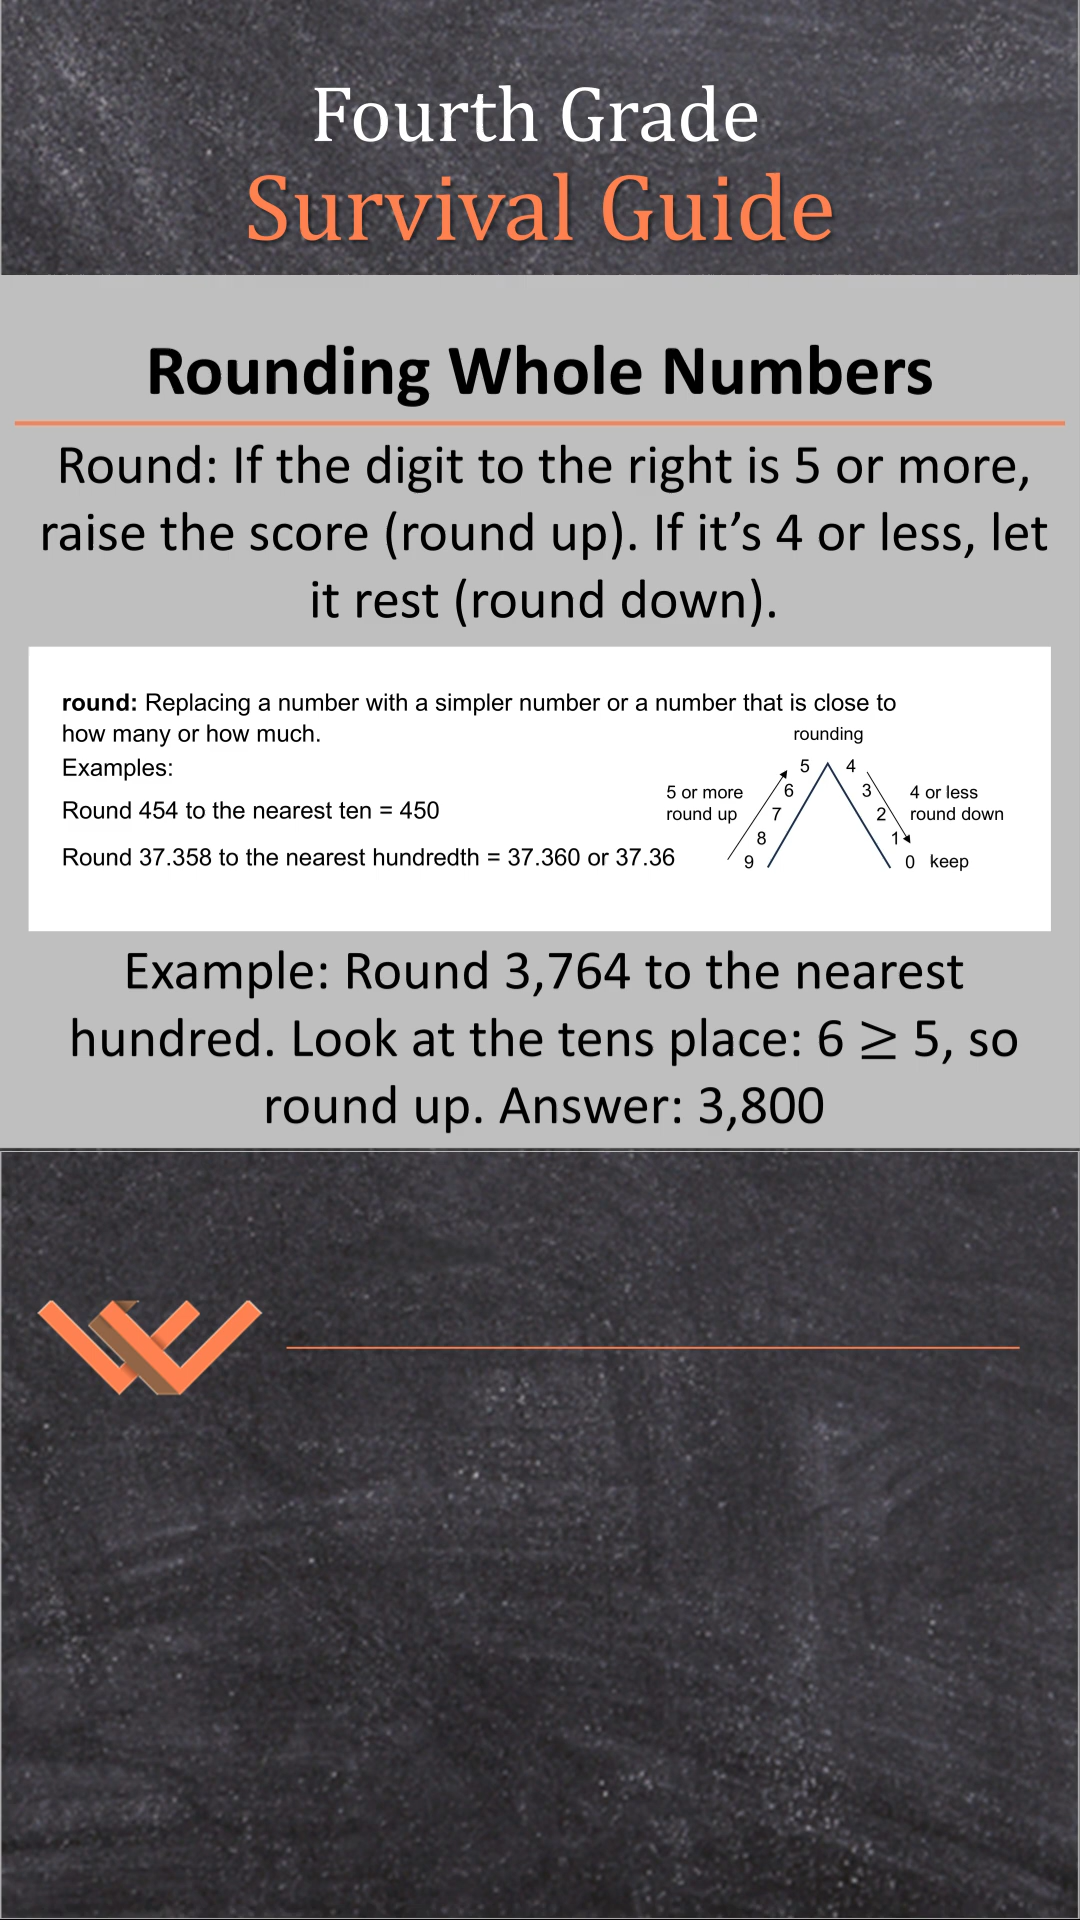 Fourth Grade
Survival Guide
Rounding Whole Numbers
Round: If the digit to the right is 5 or more,
raise the score (round up). If it’s 4 or less, let
it rest (round down).
round: Replacing a number with a simpler number or a number that is close to
how many or how much.
Examples:
Round 454 to the nearest ten = 450
Round 37.358 to the nearest hundredth = 37.360 or 37.36
rounding
5 4
6 3
5 or more
round up
4 or less
round down
7 2
8 1
9 0 keep
Example: Round 3,764 to the nearest
hundred. Look at the tens place: 6 ≥ 5, so
round up. Answer: 3,800